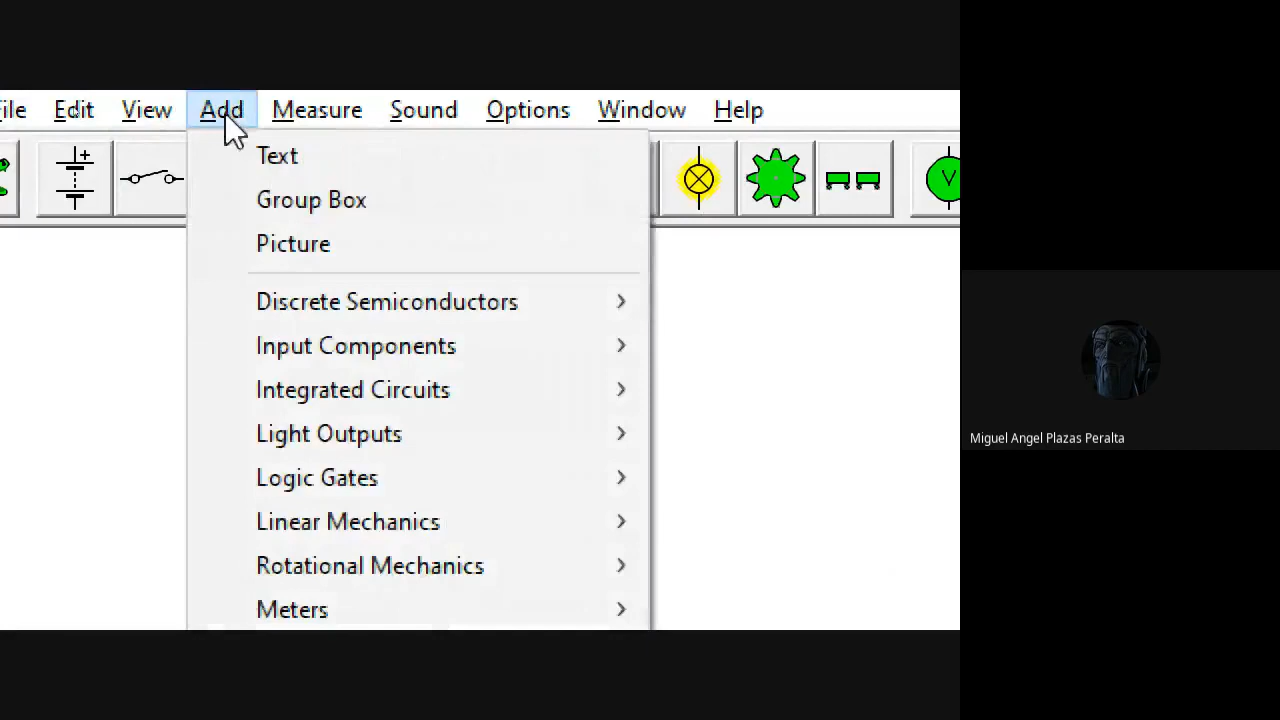 File Edit View Add Measure Sound Options Window Help
+
V
Text
Group Box
Picture
Discrete Semiconductors
Input Components
Integrated Circuits
Light Outputs
Logic Gates
Linear Mechanics
Rotational Mechanics
Meters
Miguel Angel Plazas Peralta